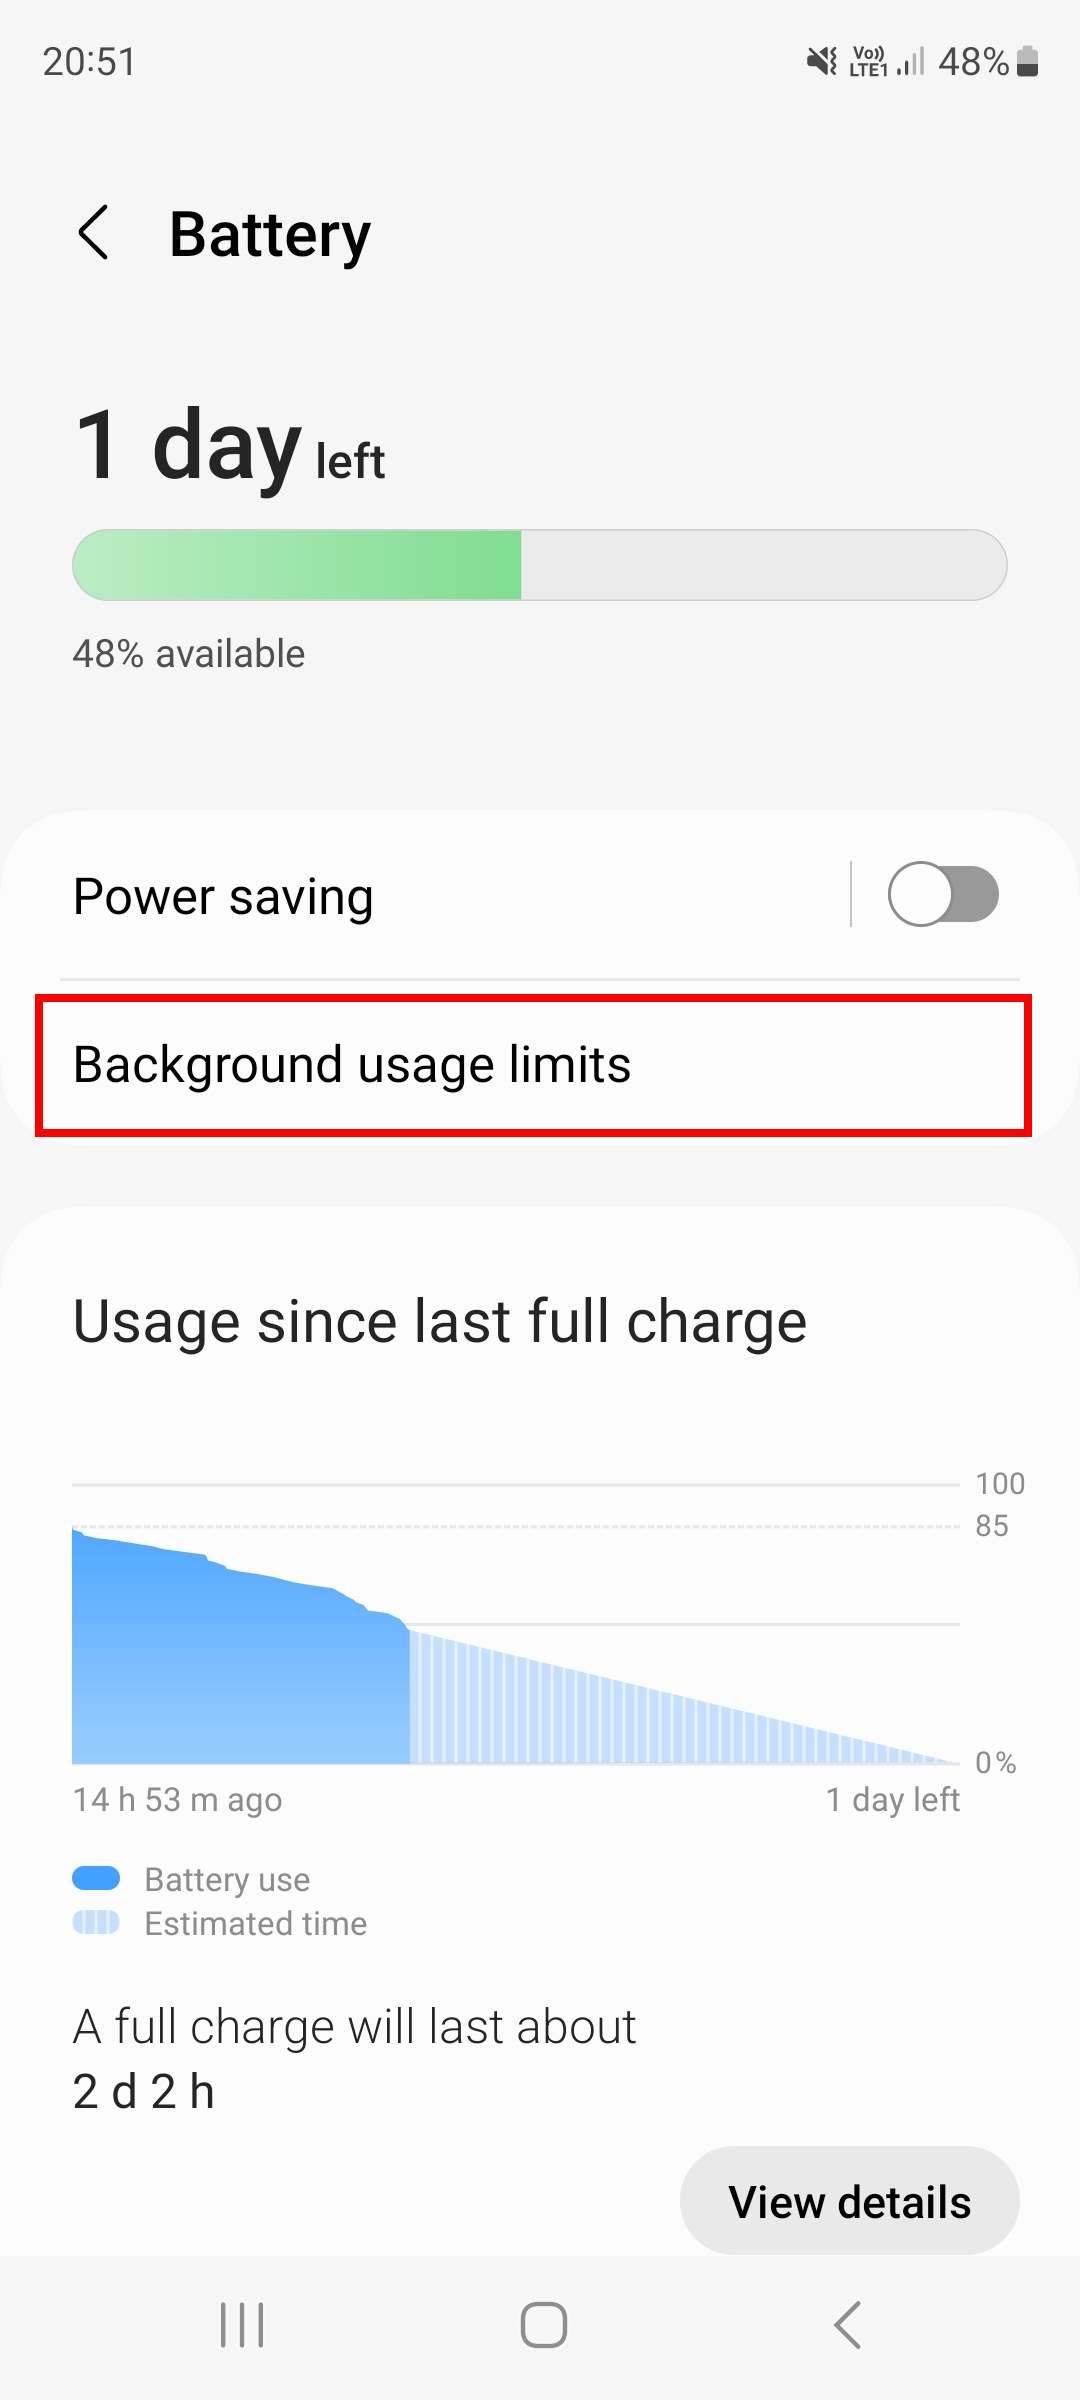 20:51 Vo)) LTE1 48%
Battery
1 day left
48% available
Power saving
Background usage limits
Usage since last full charge
100
85
0%
14 h 53 m ago 1 day left
Battery use
Estimated time
A full charge will last about
2 d 2 h
View details